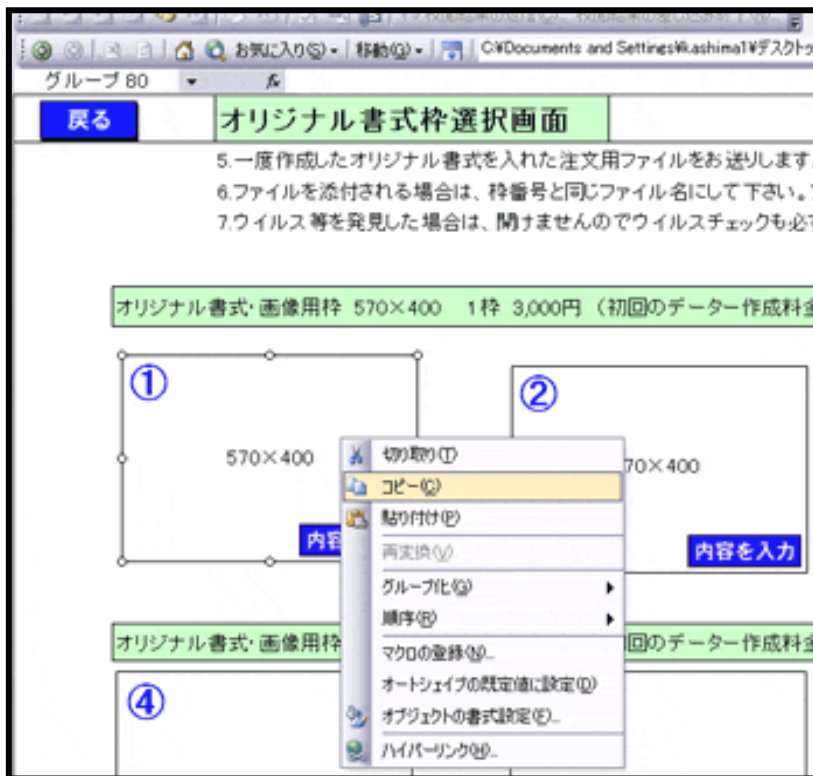 お気に入り(S)
移動(G)
C:¥Documents and Settings¥kashima1¥デスクトッ
グループ 80
fx
戻る
オリジナル書式枠選択画面
5.一度作成したオリジナル書式を入れた注文用ファイルをお送りします
6.ファイルを添付される場合は、枠番号と同じファイル名にして下さい。
7.ウイルス等を発見した場合は、開けませんのでウイルスチェックも必
オリジナル書式・画像用枠 570×400 1枠 3,000円 (初回のデーター作成料金
①
②
570×400
70×400
切り取り(T)
コピー(C)
貼り付け(P)
内容
内容を入力
再変換(V)
グループ化(G)
順序(R)
オリジナル書式・画像用枠
回のデーター作成料金
マクロの登録(N)...
オートシェイプの既定値に設定(D)
④
オブジェクトの書式設定(E)...
ハイパーリンク(H)...